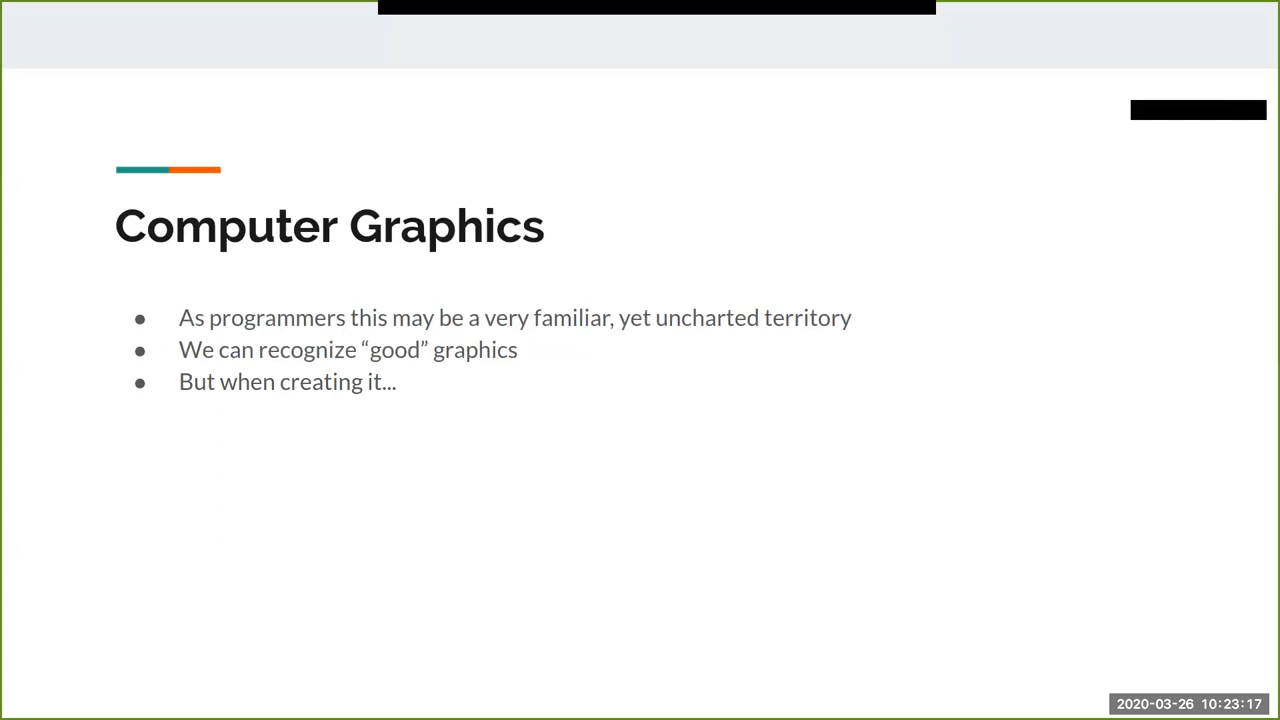 Computer Graphics
● As programmers this may be a very familiar, yet uncharted territory
● We can recognize “good” graphics
● But when creating it...
2020-03-26 10:23:17